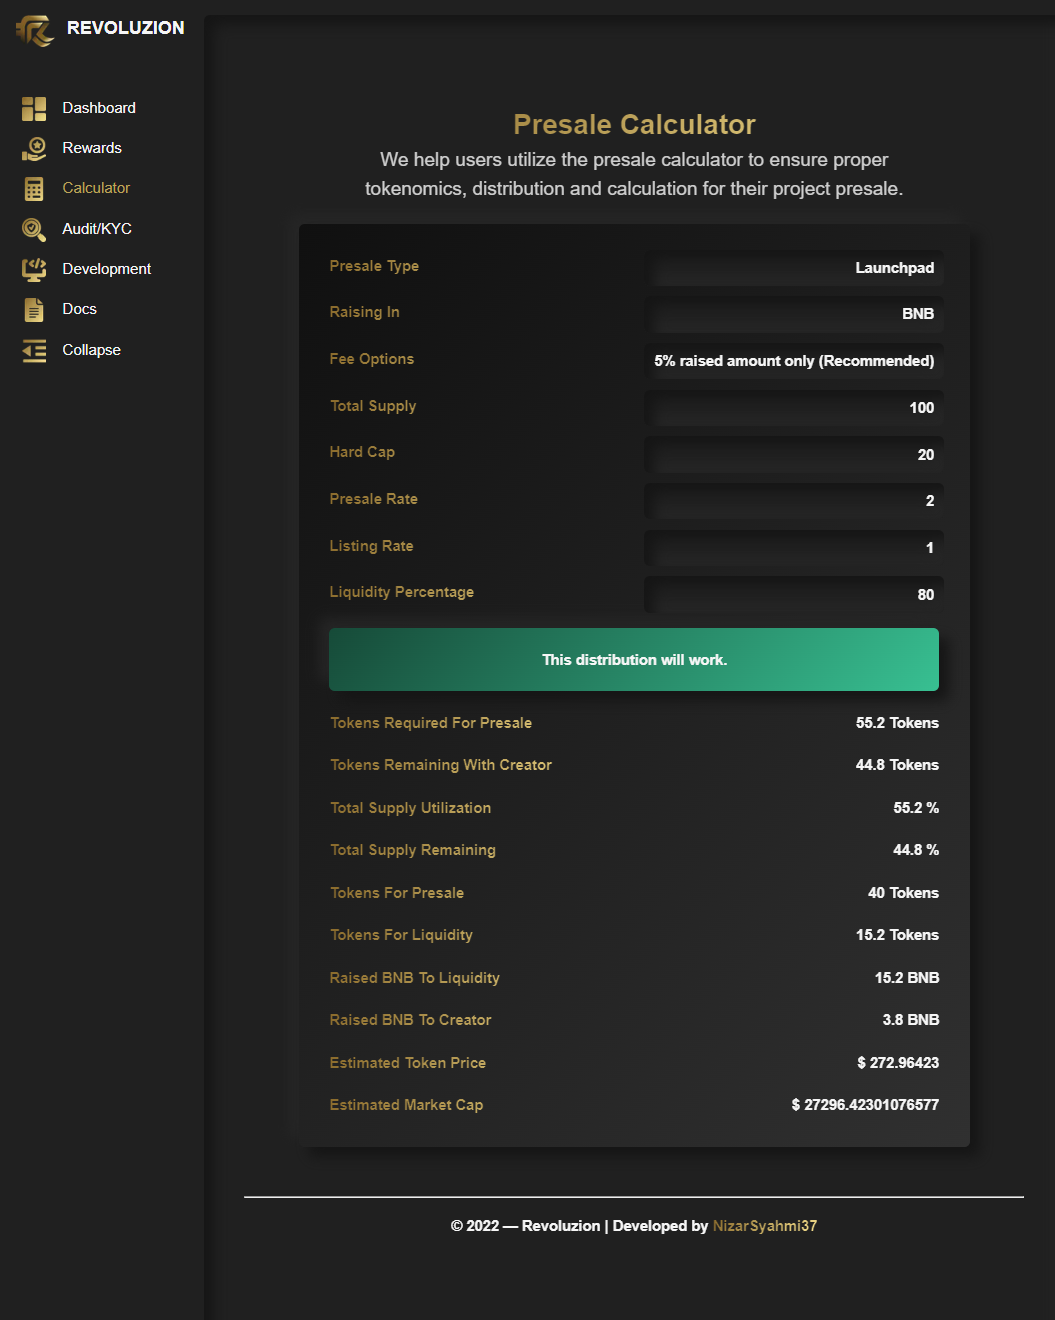 REVOLUZION
Dashboard
Rewards
Calculator
Audit/KYC
Development
Docs
Collapse
Presale Calculator
We help users utilize the presale calculator to ensure proper
tokenomics, distribution and calculation for their project presale.
Presale Type Launchpad
Raising In BNB
Fee Options 5% raised amount only (Recommended)
Total Supply 100
Hard Cap 20
Presale Rate 2
Listing Rate 1
Liquidity Percentage 80
This distribution will work.
Tokens Required For Presale 55.2 Tokens
Tokens Remaining With Creator 44.8 Tokens
Total Supply Utilization 55.2 %
Total Supply Remaining 44.8 %
Tokens For Presale 40 Tokens
Tokens For Liquidity 15.2 Tokens
Raised BNB To Liquidity 15.2 BNB
Raised BNB To Creator 3.8 BNB
Estimated Token Price $ 272.96423
Estimated Market Cap $ 27296.42301076577
© 2022 — Revoluzion | Developed by NizarSyahmi37